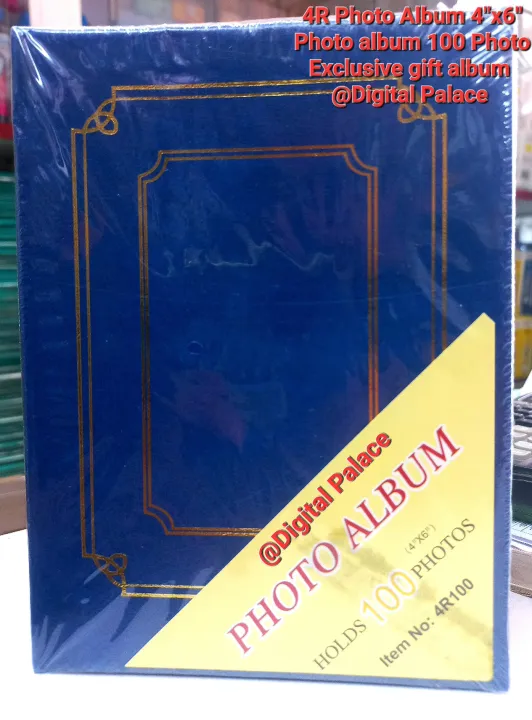 4R Photo Album 4"x6"
Photo album 100 Photo
Exclusive gift album
@Digital Palace
@Digital Palace
PHOTO ALBUM
(4"X6")
HOLDS 100 PHOTOS
Item No: 4R100